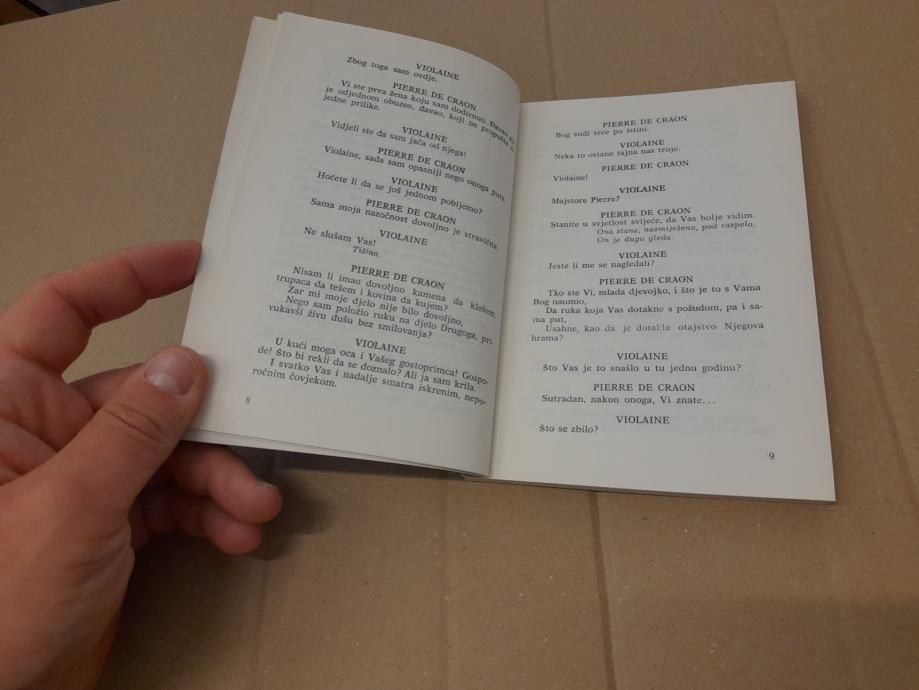 VIOLAINE
Zbog toga sam ovdje.
PIERRE DE CRAON
Vi ste prva žena koju sam dodirnuo. Đavao me
je odjednom obuzeo, đavao, koji ne propušta ni
jedne prilike.
VIOLAINE
Vidjeli ste da sam jača od njega!
PIERRE DE CRAON
Violaine, sada sam opasniji nego onoga puta.
VIOLAINE
Hoćete li da se još jednom pobijemo?
PIERRE DE CRAON
Sama moja nazočnost dovoljno je stravična.
VIOLAINE
Ne slušam Vas!
Tišina.
PIERRE DE CRAON
Nisam li imao dovoljno kamena da klešem,
trupaca da tešem i kovina da kujem?
Zar mi moje djelo nije bilo dovoljno,
Nego sam položio ruku na djelo Drugoga, pri-
vukavši živu dušu bez smilovanja?
VIOLAINE
U kući moga oca i Vašeg gostoprimca! Gospo-
de! Što bi rekli da se doznalo? Ali ja sam krila.
I svatko Vas i nadalje smatra iskrenim, nepo-
ročnim čovjekom.
8
PIERRE DE CRAON
Bog sudi srce po istini.
VIOLAINE
Neka to ostane tajna nas troje.
PIERRE DE CRAON
Violaine!
VIOLAINE
Majstore Pierre?
PIERRE DE CRAON
Stanite u svjetlost svijeće, da Vas bolje vidim.
Ona stane, nasmiješena, pod raspelo.
On je dugo gleda.
VIOLAINE
Jeste li me se nagledali?
PIERRE DE CRAON
Tko ste Vi, mlada djevojko, i što je to s Vama
Bog naumio,
Da ruka koja Vas dotakne s požudom, pa i sa-
ma put,
Usahne, kao da je dotakla otajstvo Njegova
hrama?
VIOLAINE
Što Vas je to snašlo u tu jednu godinu?
PIERRE DE CRAON
Sutradan, nakon onoga, Vi znate...
VIOLAINE
Što se zbilo?
9